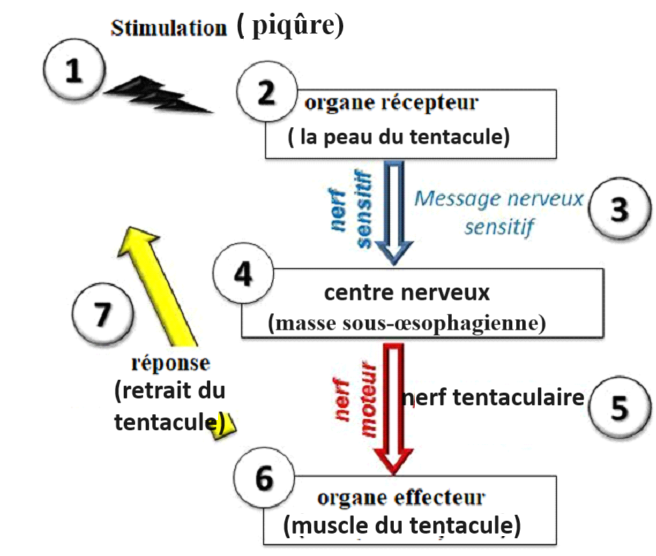 Stimulation ( piqûre)
1
2
organe récepteur
( la peau du tentacule)
nerf
sensitif
Message nerveux
sensitif
3
4
centre nerveux
(masse sous-œsophagienne)
7
réponse
(retrait du
tentacule)
nerf
moteur
nerf tentaculaire
5
6
organe effecteur
(muscle du tentacule)